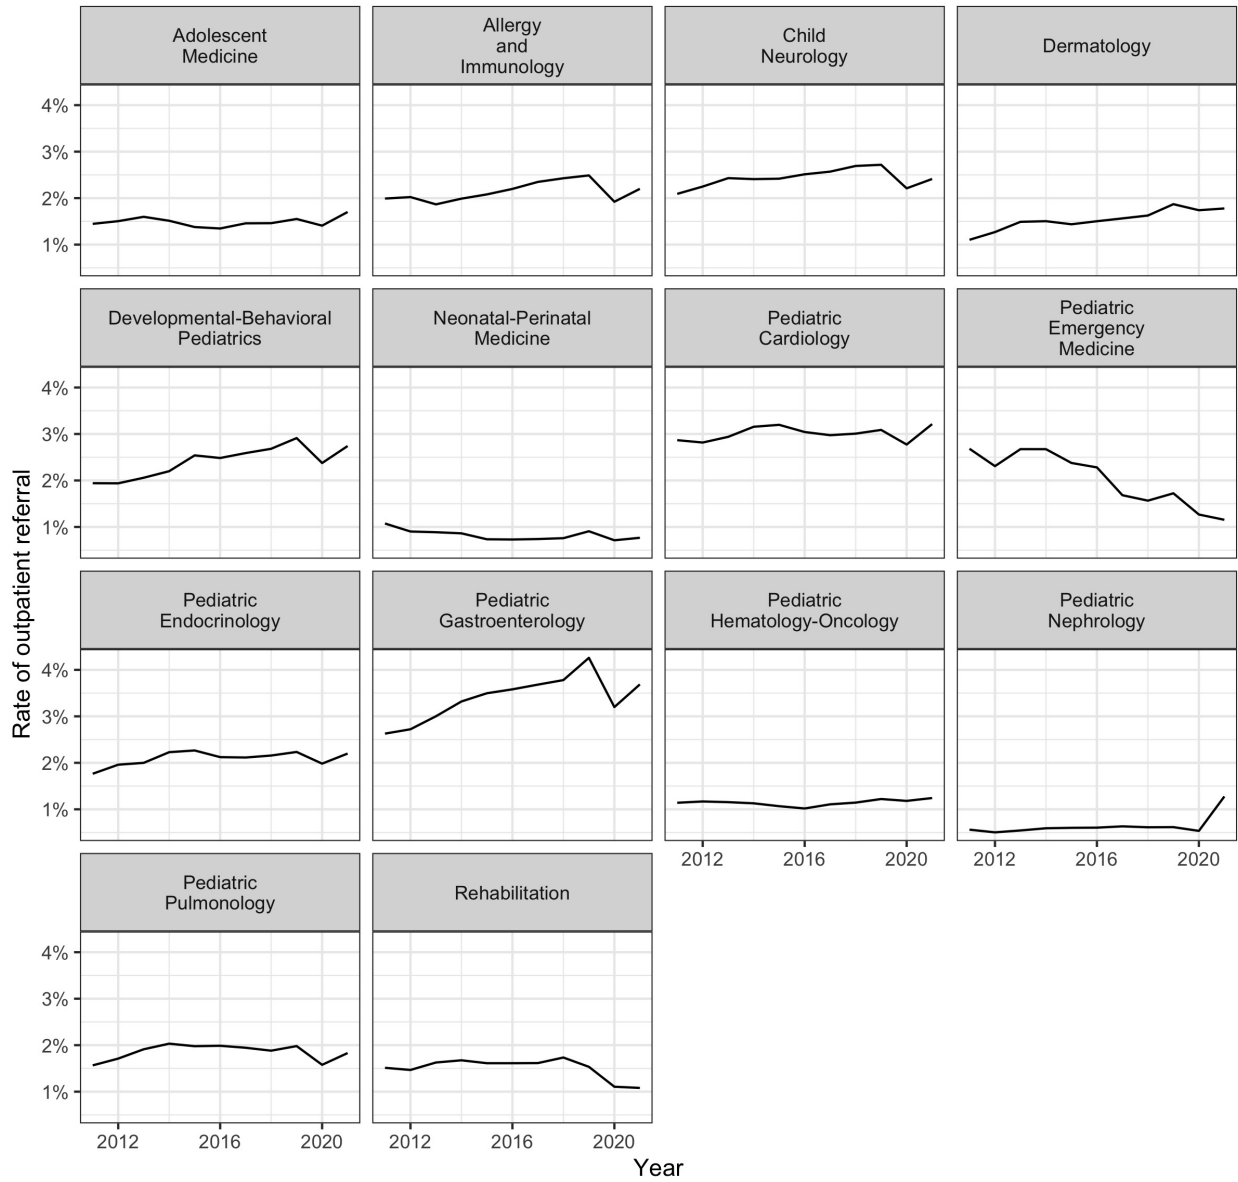 Adolescent
Medicine
Allergy
and
Immunology
Child
Neurology
Dermatology
4%
3%
2%
1%
Developmental-Behavioral
Pediatrics
Neonatal-Perinatal
Medicine
Pediatric
Cardiology
Pediatric
Emergency
Medicine
4%
3%
2%
1%
Rate of outpatient referral
Pediatric
Endocrinology
Pediatric
Gastroenterology
Pediatric
Hematology-Oncology
Pediatric
Nephrology
4%
3%
2%
1%
2012 2016 2020
2012 2016 2020
Pediatric
Pulmonology
Rehabilitation
4%
3%
2%
1%
2012 2016 2020
2012 2016 2020
Year